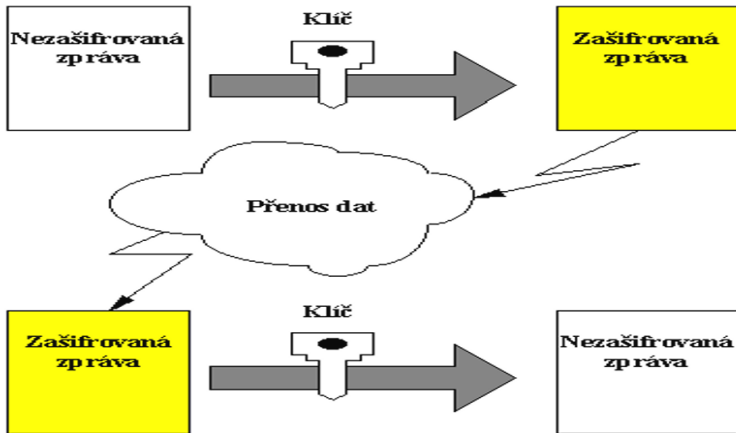 Klíč
Nezašifrovaná
zpráva
Zašifrovaná
zpráva
Přenos dat
Klíč
Zašifrovaná
zpráva
Nezašifrovaná
zpráva